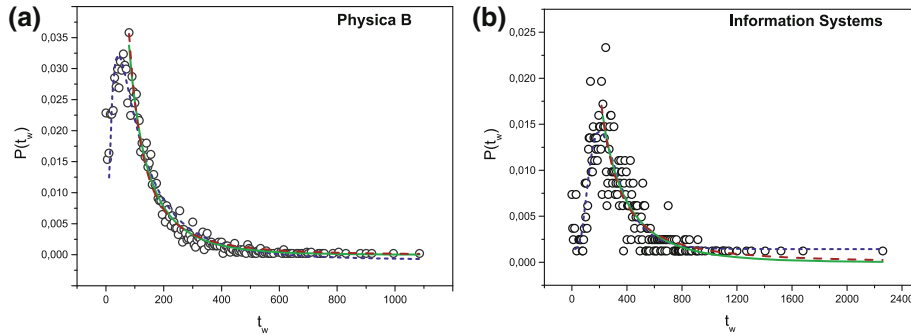 (a)
Physica B
0,035
0,030
0,025
0,020
0,015
0,010
0,005
0,000
P(t_w)
0 200 400 600 800 1000
t_w
(b)
Information Systems
0,025
0,020
0,015
0,010
0,005
0,000
P(t_w)
0 400 800 1200 1600 2000 2400
t_w